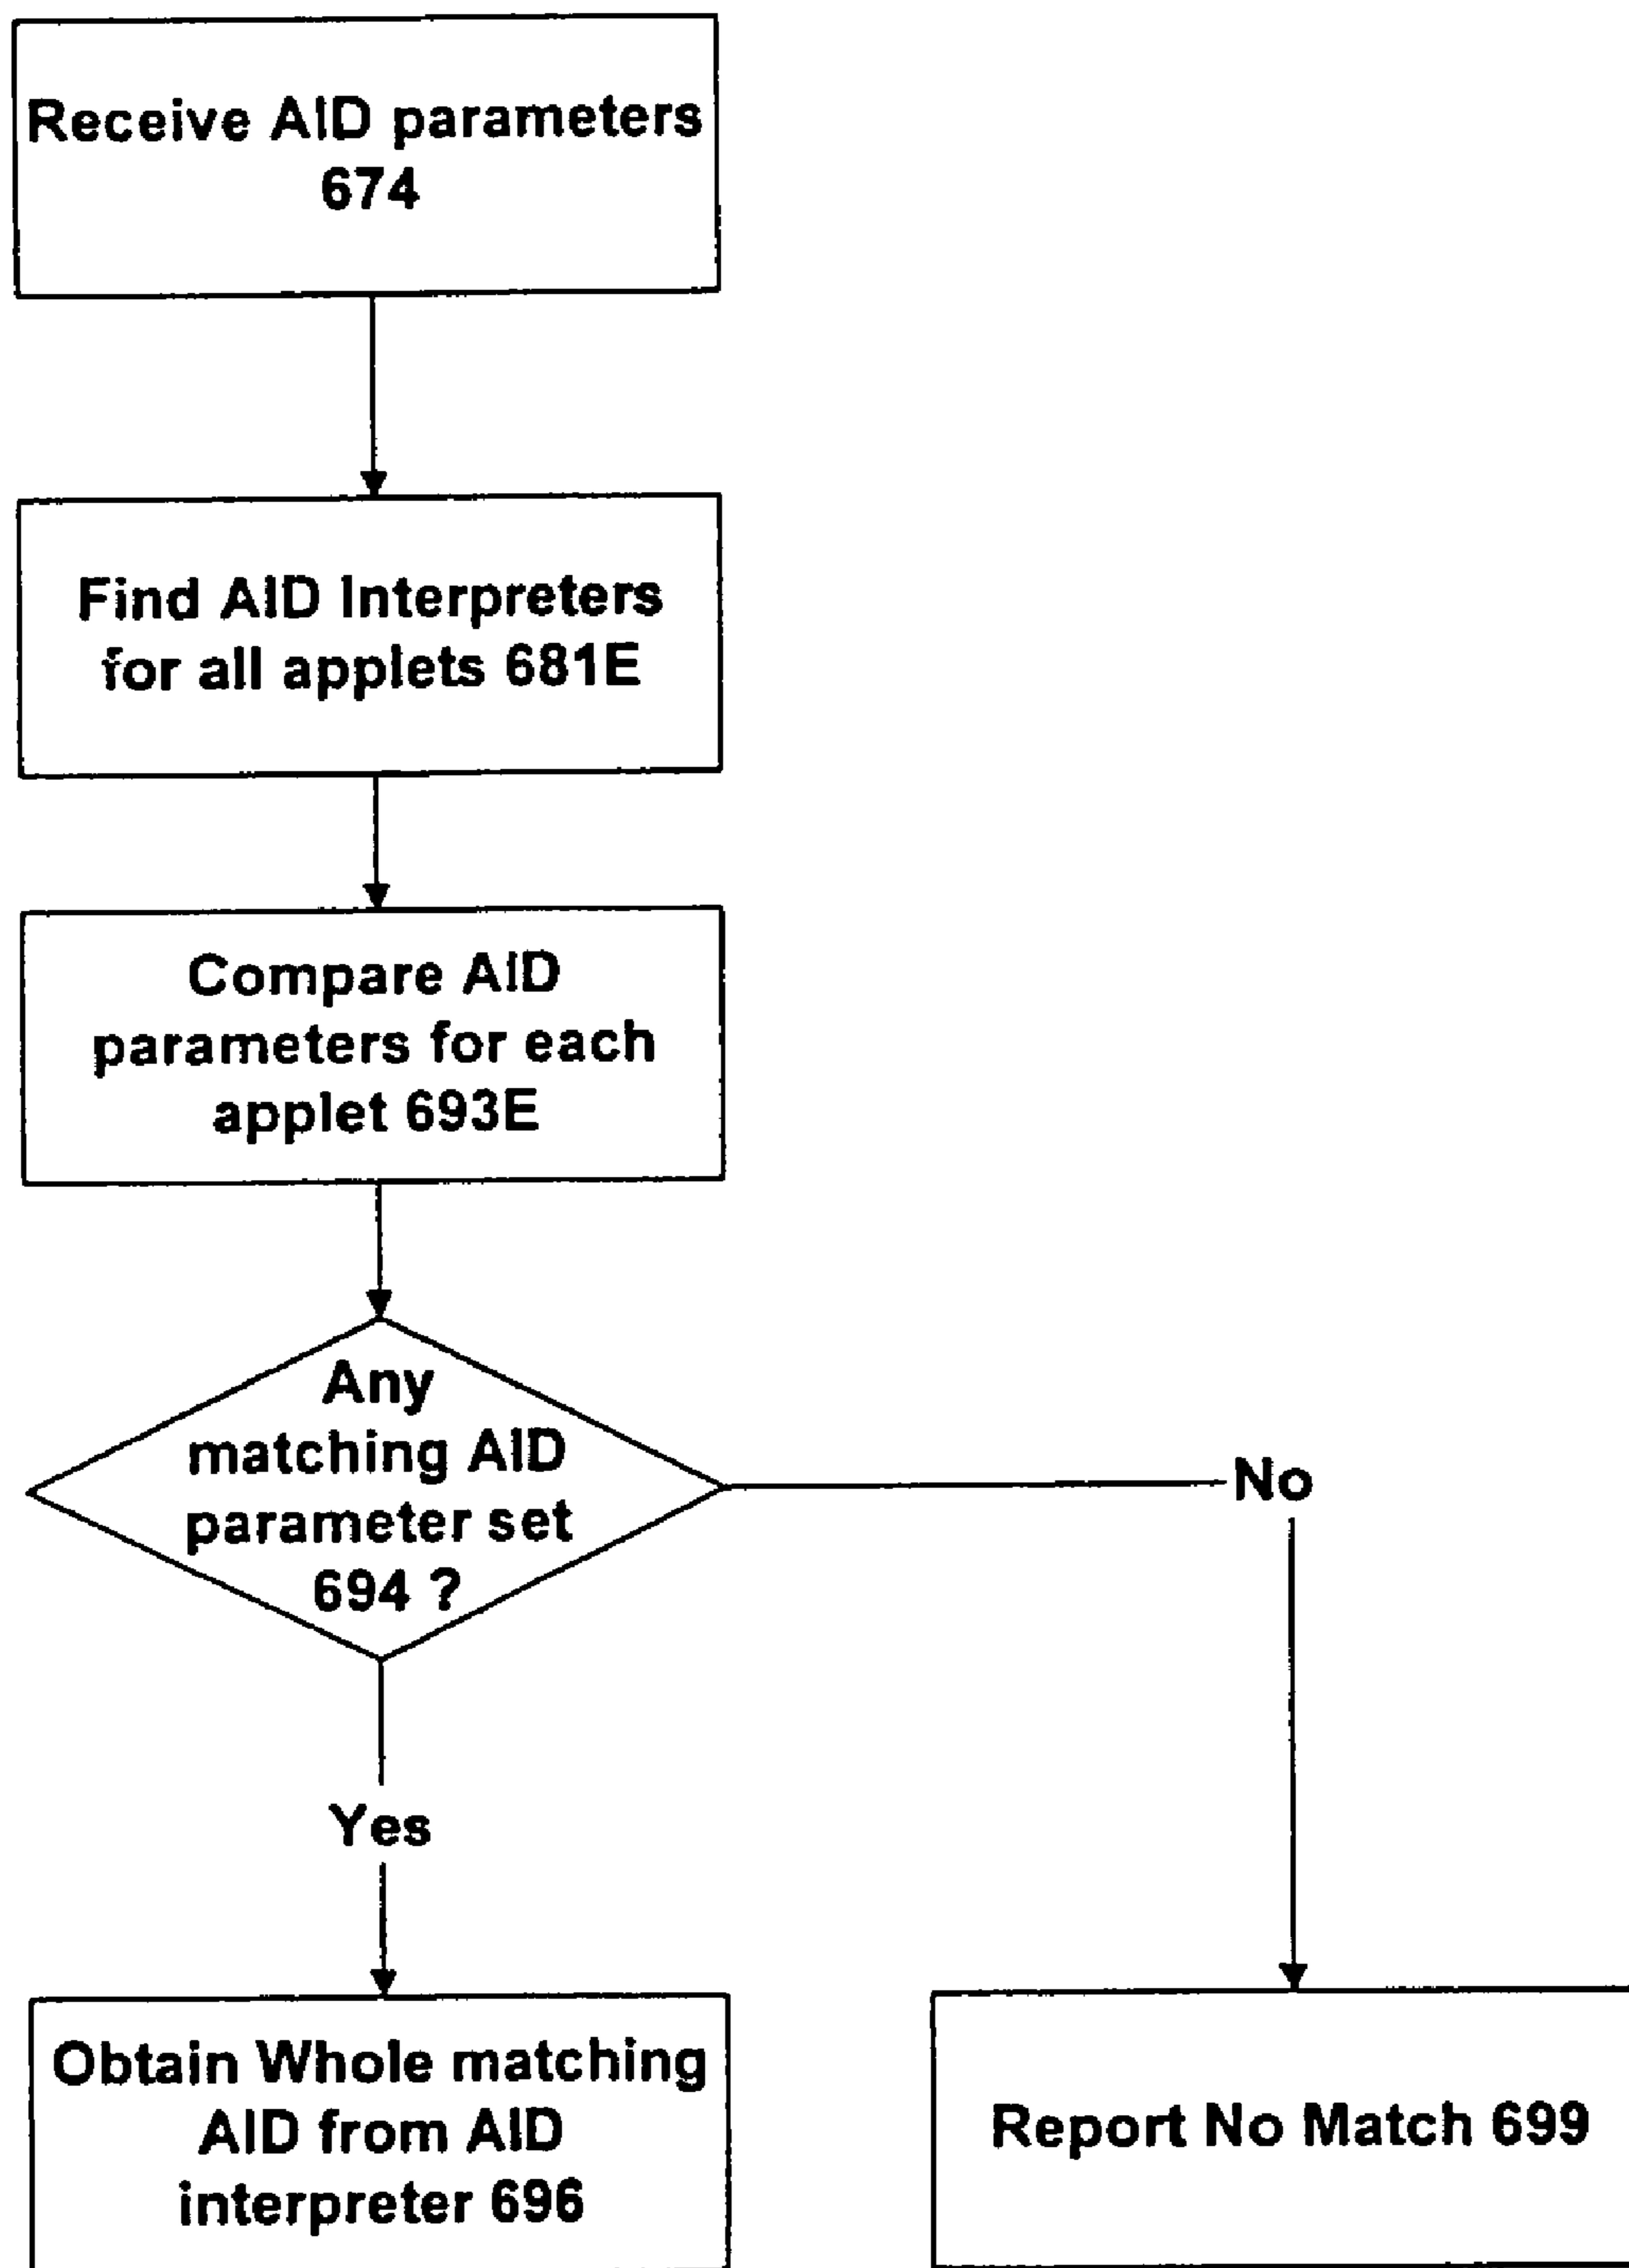 Receive AID parameters
674
Find AID Interpreters
for all applets 681E
Compare AID
parameters for each
applet 693E
Any
matching AID
parameter set
694 ?
No
Yes
Obtain Whole matching
AID from AID
interpreter 696
Report No Match 699